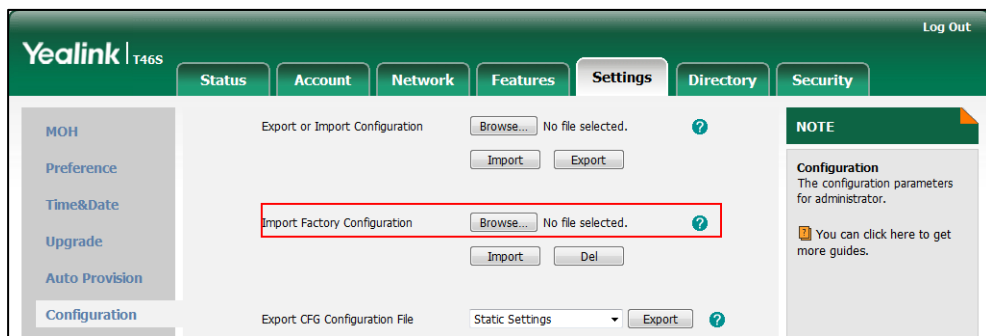 Log Out
Yealink T46S
Status Account Network Features Settings Directory Security
MOH
Preference
Time&Date
Upgrade
Auto Provision
Configuration
Export or Import Configuration Browse... No file selected. ?
Import Export
Import Factory Configuration Browse... No file selected. ?
Import Del
Export CFG Configuration File Static Settings Export ?
NOTE
Configuration
The configuration parameters
for administrator.
? You can click here to get
more guides.